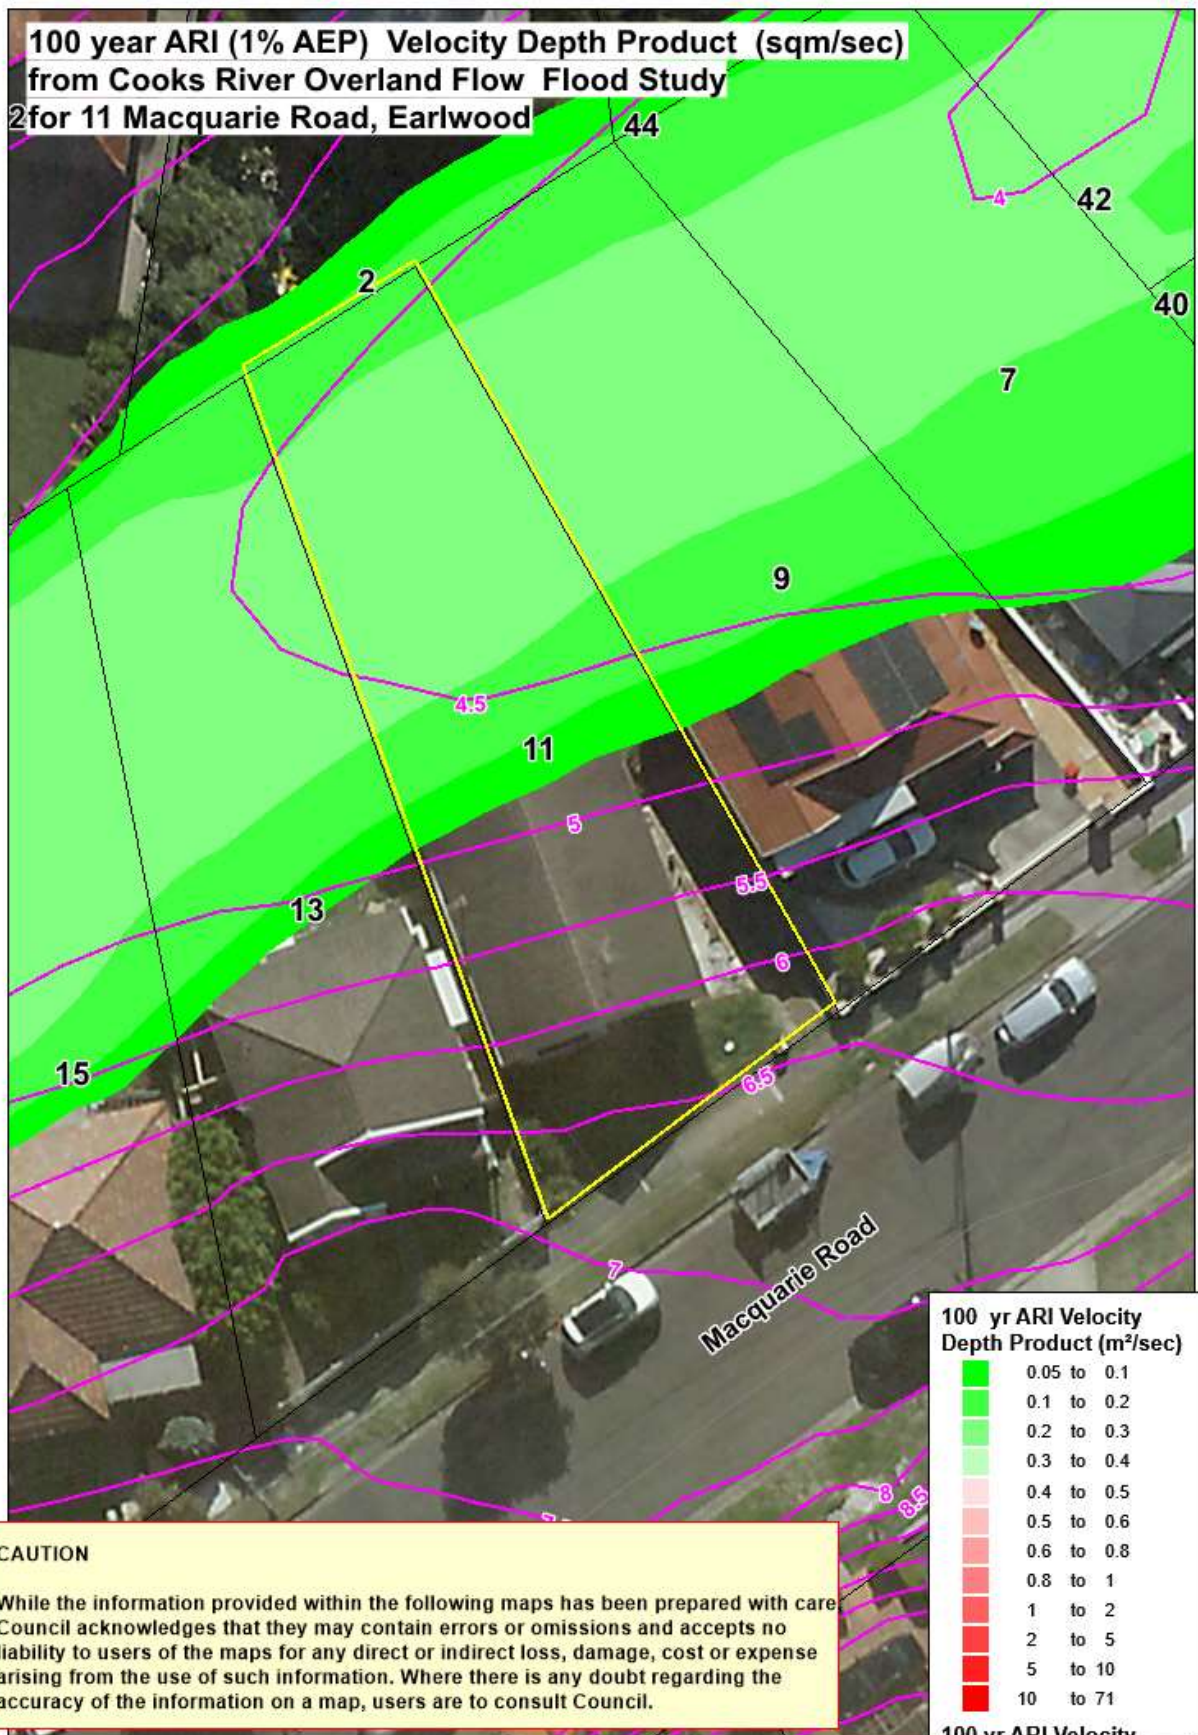 100 year ARI (1% AEP)  Velocity Depth Product  (sqm/sec)
from Cooks River Overland Flow  Flood Study
2
for 11 Macquarie Road, Earlwood
44
4
42
2
40
7
9
4.5
11
5
5.5
13
6
15
6.5
7
Macquarie Road
8
8.5
100  yr ARI Velocity
Depth Product (m²/sec)
0.05 to 0.1
0.1 to 0.2
0.2 to 0.3
0.3 to 0.4
0.4 to 0.5
0.5 to 0.6
0.6 to 0.8
0.8 to 1
1 to 2
2 to 5
5 to 10
10 to 71
100 yr ARI Velocity
CAUTION
While the information provided within the following maps has been prepared with care
Council acknowledges that they may contain errors or omissions and accepts no
liability to users of the maps for any direct or indirect loss, damage, cost or expense
arising from the use of such information. Where there is any doubt regarding the
accuracy of the information on a map, users are to consult Council.